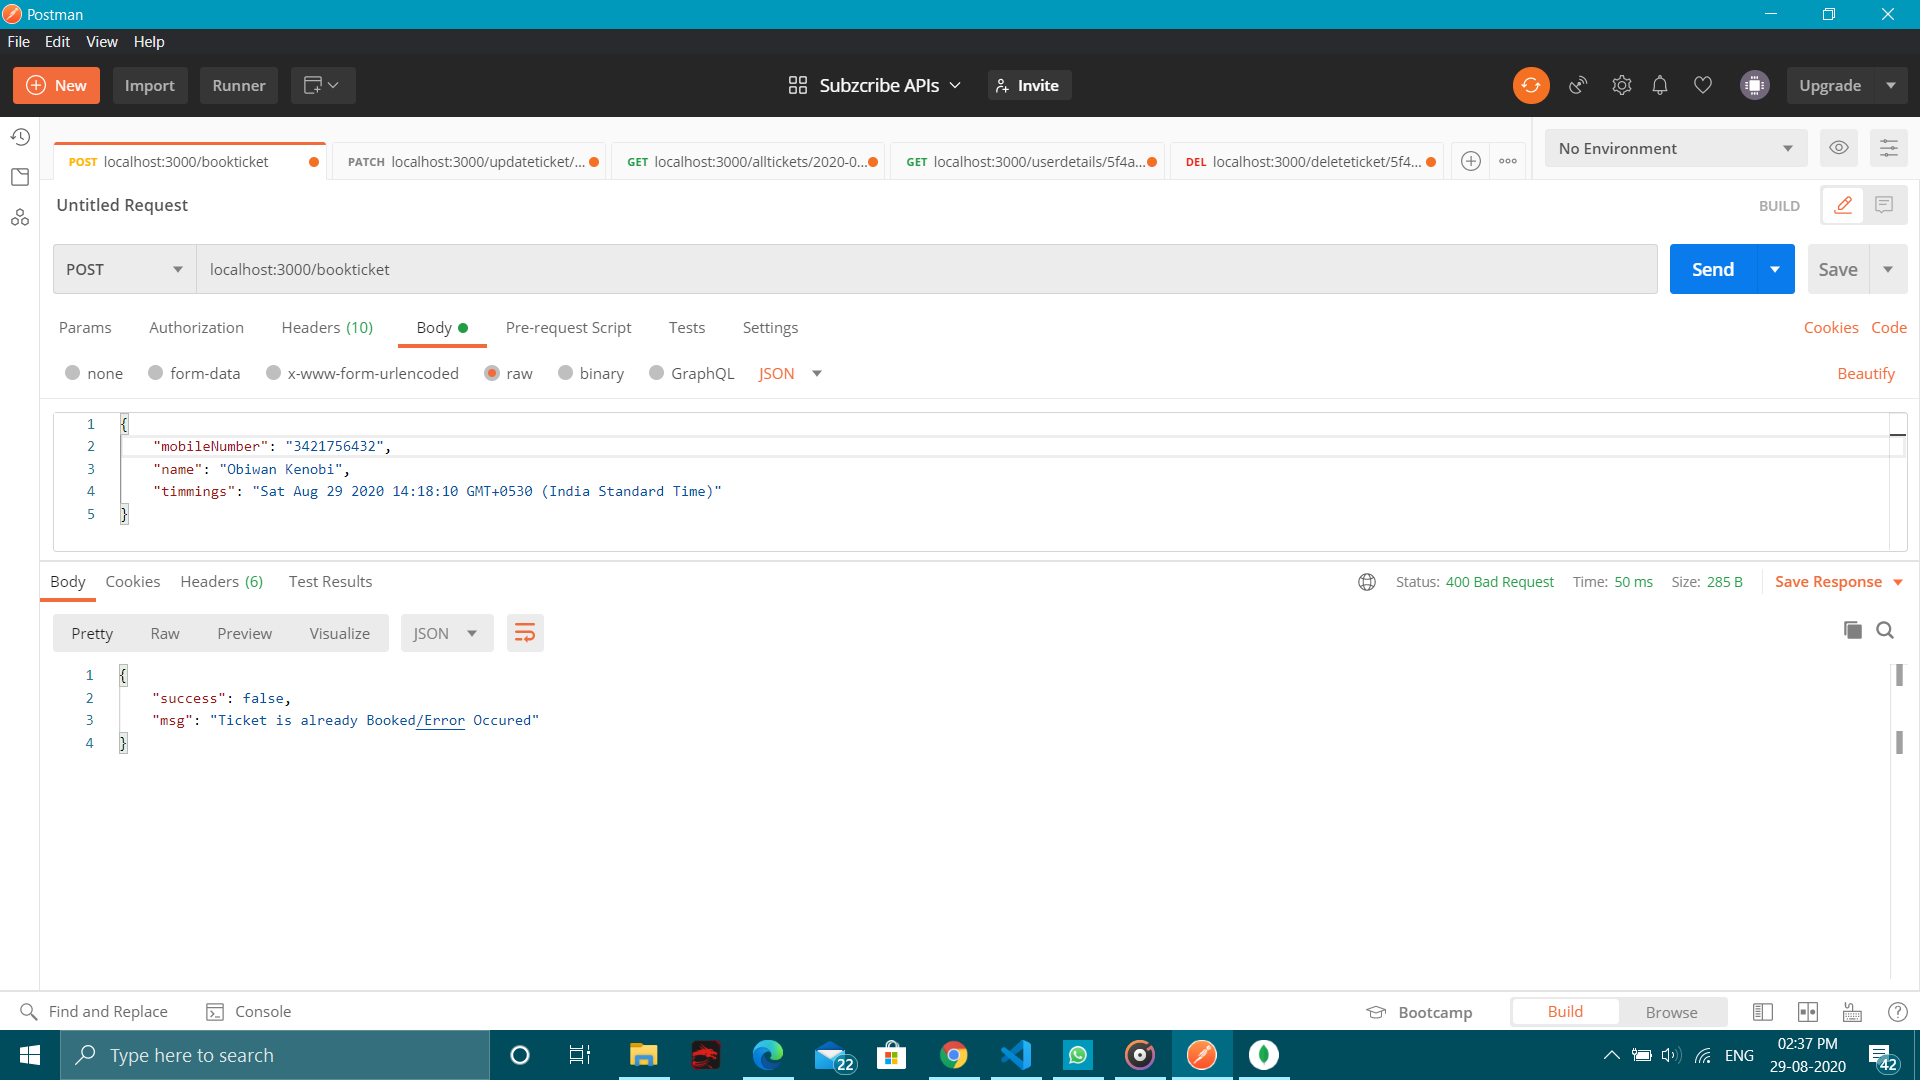 Postman
File Edit View Help
New Import Runner Subzcribe APIs Invite Upgrade
POST localhost:3000/bookticket PATCH localhost:3000/updateticket/... GET localhost:3000/alltickets/2020-0... GET localhost:3000/userdetails/5f4a... DEL localhost:3000/deleteticket/5f4... No Environment
Untitled Request BUILD
POST localhost:3000/bookticket Send Save
Params Authorization Headers (10) Body Pre-request Script Tests Settings Cookies Code
none form-data x-www-form-urlencoded raw binary GraphQL JSON Beautify
1 {
2 "mobileNumber": "3421756432",
3 "name": "Obiwan Kenobi",
4 "timmings": "Sat Aug 29 2020 14:18:10 GMT+0530 (India Standard Time)"
5 }
Body Cookies Headers (6) Test Results Status: 400 Bad Request Time: 50 ms Size: 285 B Save Response
Pretty Raw Preview Visualize JSON
1 {
2 "success": false,
3 "msg": "Ticket is already Booked/Error Occured"
4 }
Find and Replace Console Bootcamp Build Browse
Type here to search 22 ENG 02:37 PM
29-08-2020 42